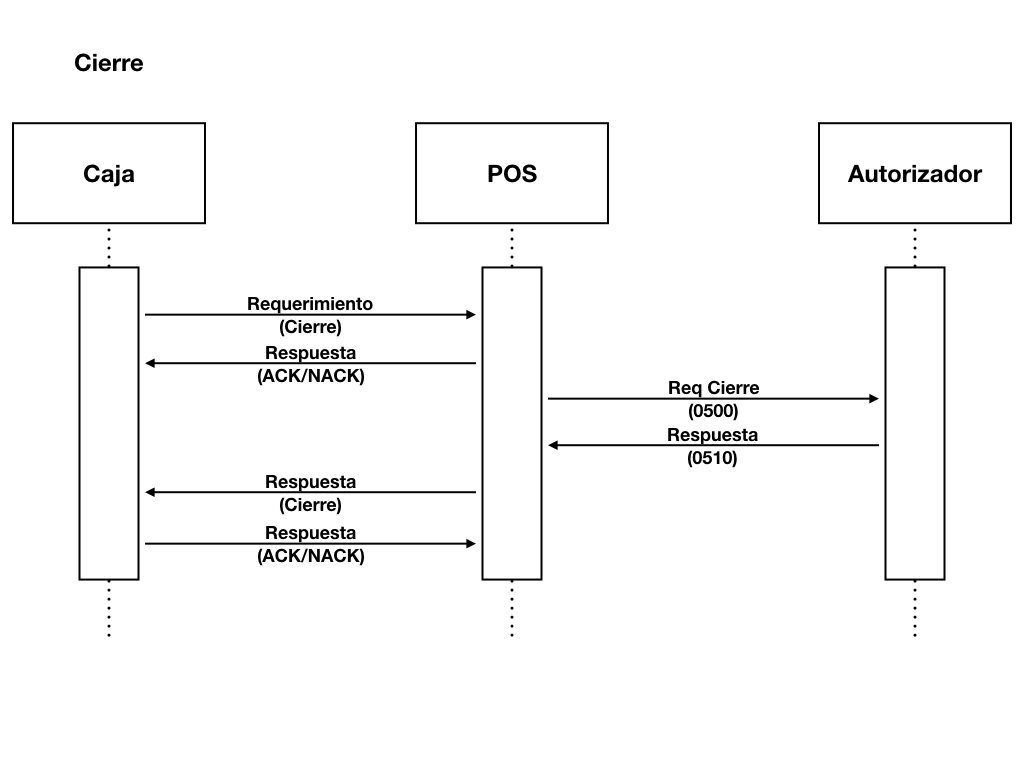 Cierre
Caja
POS
Autorizador
Requerimiento
(Cierre)
Respuesta
(ACK/NACK)
Req Cierre
(0500)
Respuesta
(0510)
Respuesta
(Cierre)
Respuesta
(ACK/NACK)